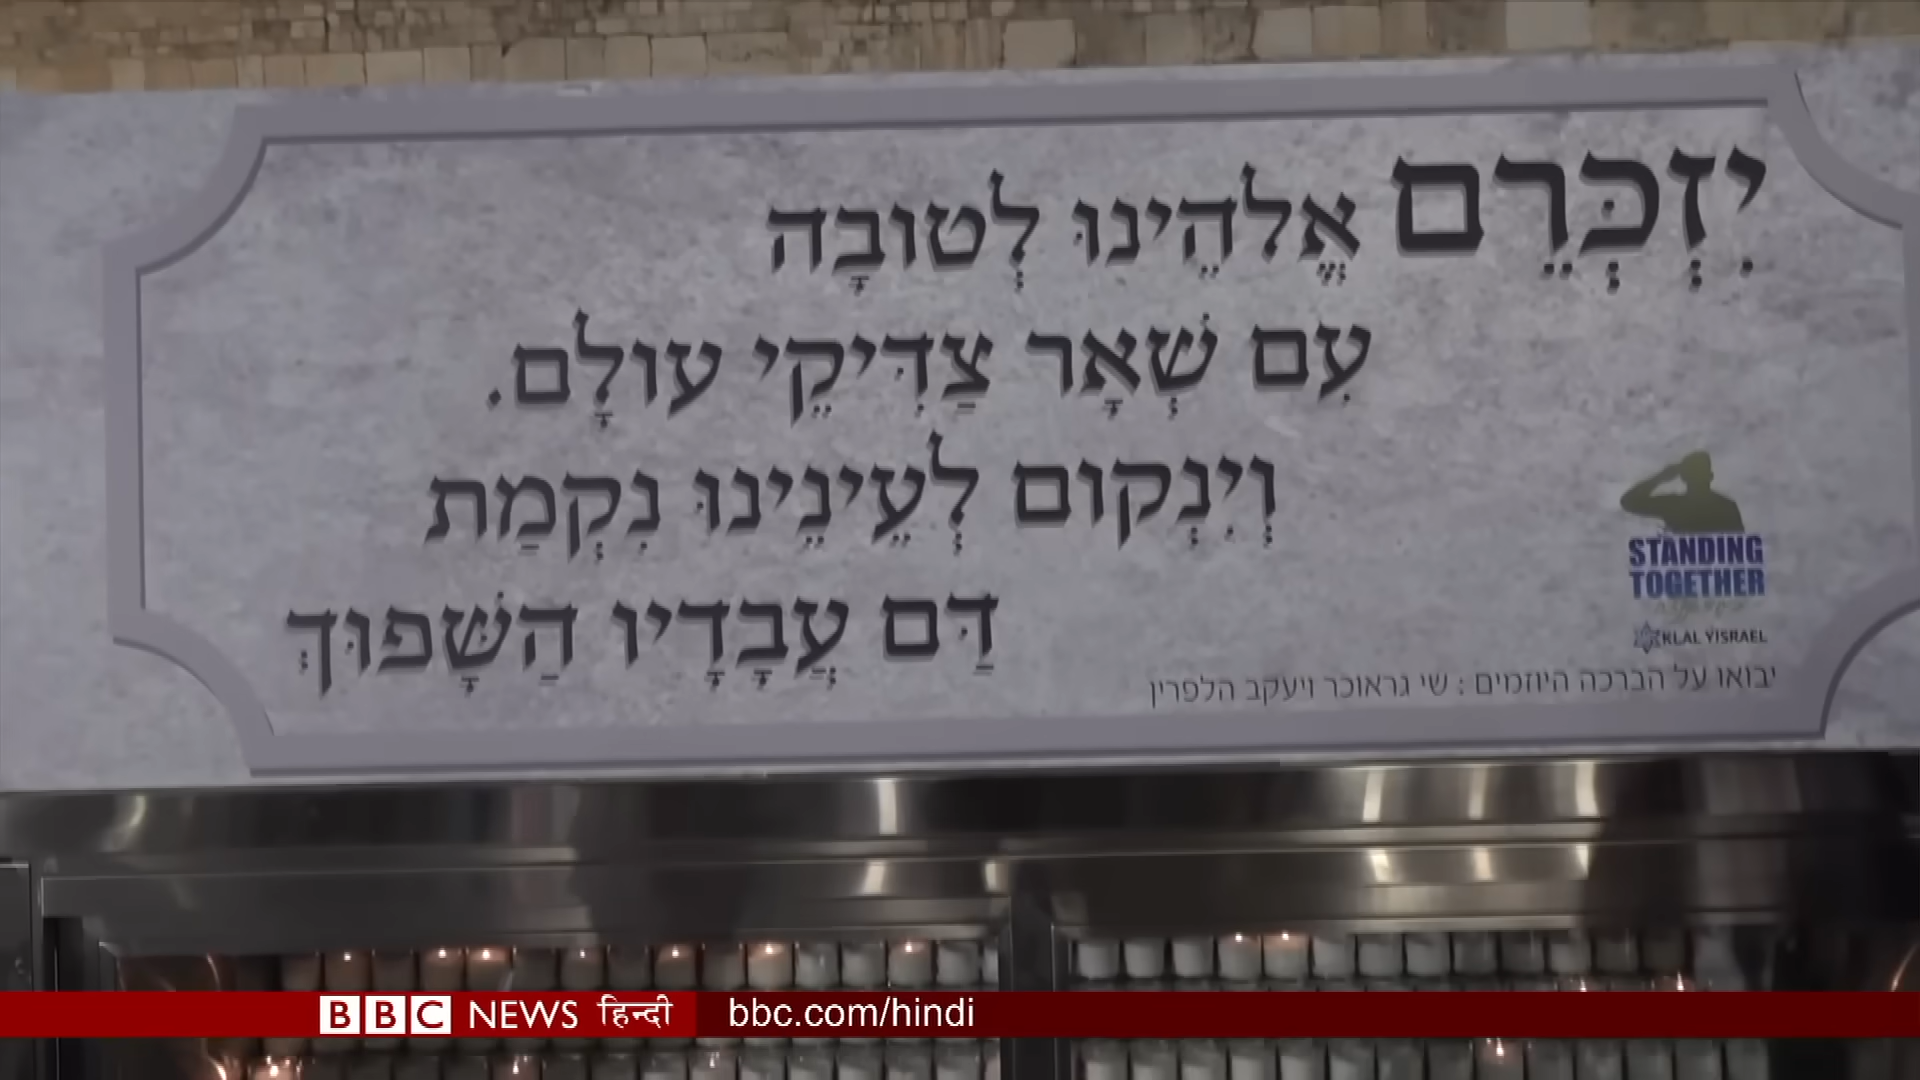 יִזְכְּרֵם אֱלֹהֵינוּ לְטוֹבָה
עִם שְׁאָר צַדִּיקֵי עוֹלָם.
וְיִנְקוֹם לְעֵינֵינוּ נִקְמַת
דַּם עֲבָדָיו הַשָּׁפוּךְ
STANDING
TOGETHER
KLAL YISRAEL
יבואו על הברכה היוזמים : שי גראוכר ויעקב הלפרין
BBC NEWS हिन्दी bbc.com/hindi